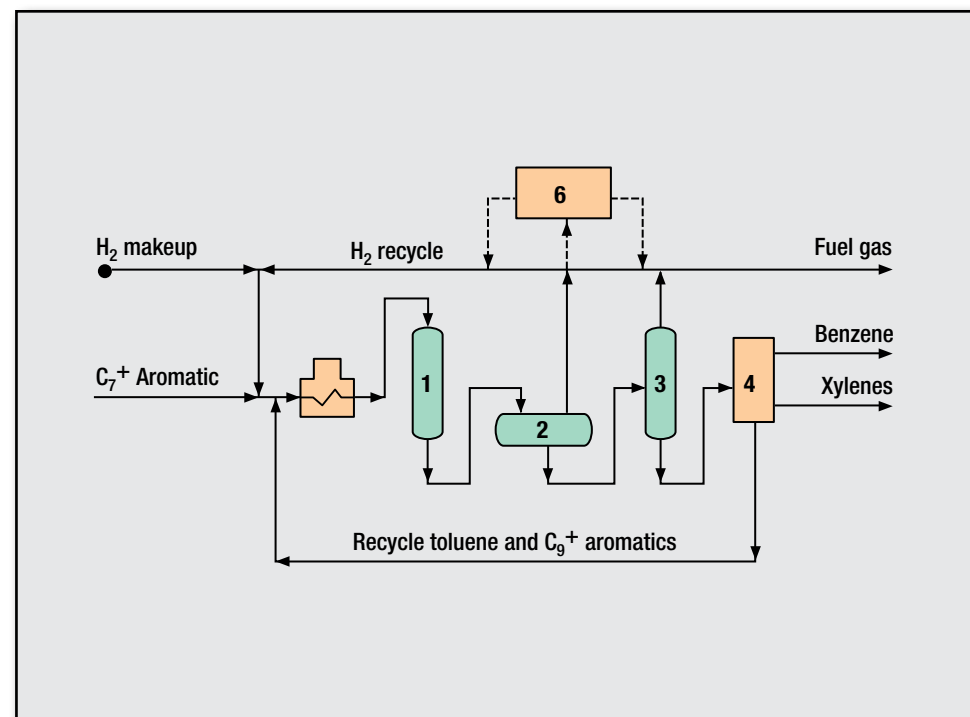 6
H₂ makeup
H₂ recycle
Fuel gas
Benzene
C₇⁺ Aromatic
1
3
4
Xylenes
2
Recycle toluene and C₉⁺ aromatics